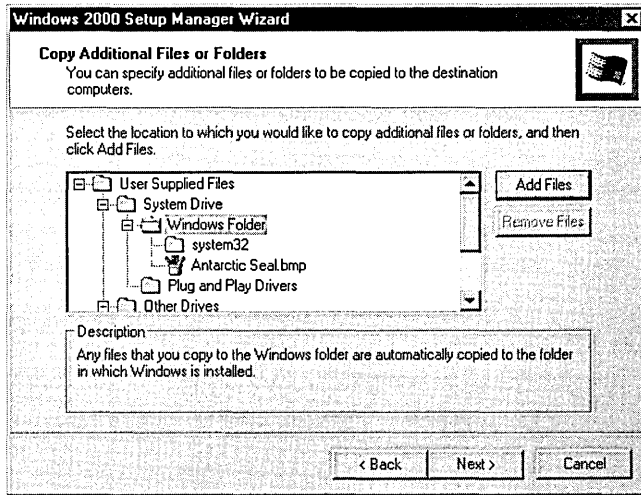 Windows 2000 Setup Manager Wizard
Copy Additional Files or Folders
You can specify additional files or folders to be copied to the destination
computers.
Select the location to which you would like to copy additional files or folders, and then
click Add Files.
User Supplied Files
System Drive
Windows Folder
system32
Antarctic Seal.bmp
Plug and Play Drivers
Other Drives
Add Files
Remove Files
Description
Any files that you copy to the Windows folder are automatically copied to the folder
in which Windows is installed.
< Back
Next >
Cancel